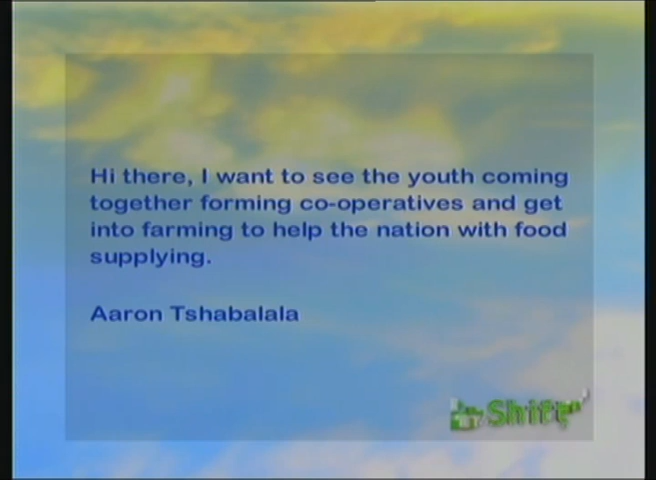 Hi there, I want to see the youth coming
together forming co-operatives and get
into farming to help the nation with food
supplying.
Aaron Tshabalala
Shift